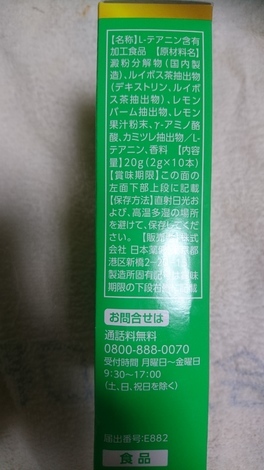 【名称】L-テアニン含有
加工食品 【原材料名】
澱粉分解物(国内製
造)、ルイボス茶抽出物
(デキストリン、ルイボ
ス茶抽出物)、レモン
バーム抽出物、レモン
果汁粉末、γ-アミノ酪
酸、カミツレ抽出物/L-
テアニン、香料 【内容
量】20g(2g×10本)
【賞味期限】この面の
左面下部上段に記載
【保存方法】直射日光お
よび、高温多湿の場所
を避けて、保存してくださ
い。【販売
会社 日本薬
港区新橋2-
製造所固有記
期限の下段右
お問合せは
通話料無料
0800-888-0070
受付時間 月曜日～金曜日
9:30～17:00
(土、日、祝日を除く)
届出番号:E882
食品